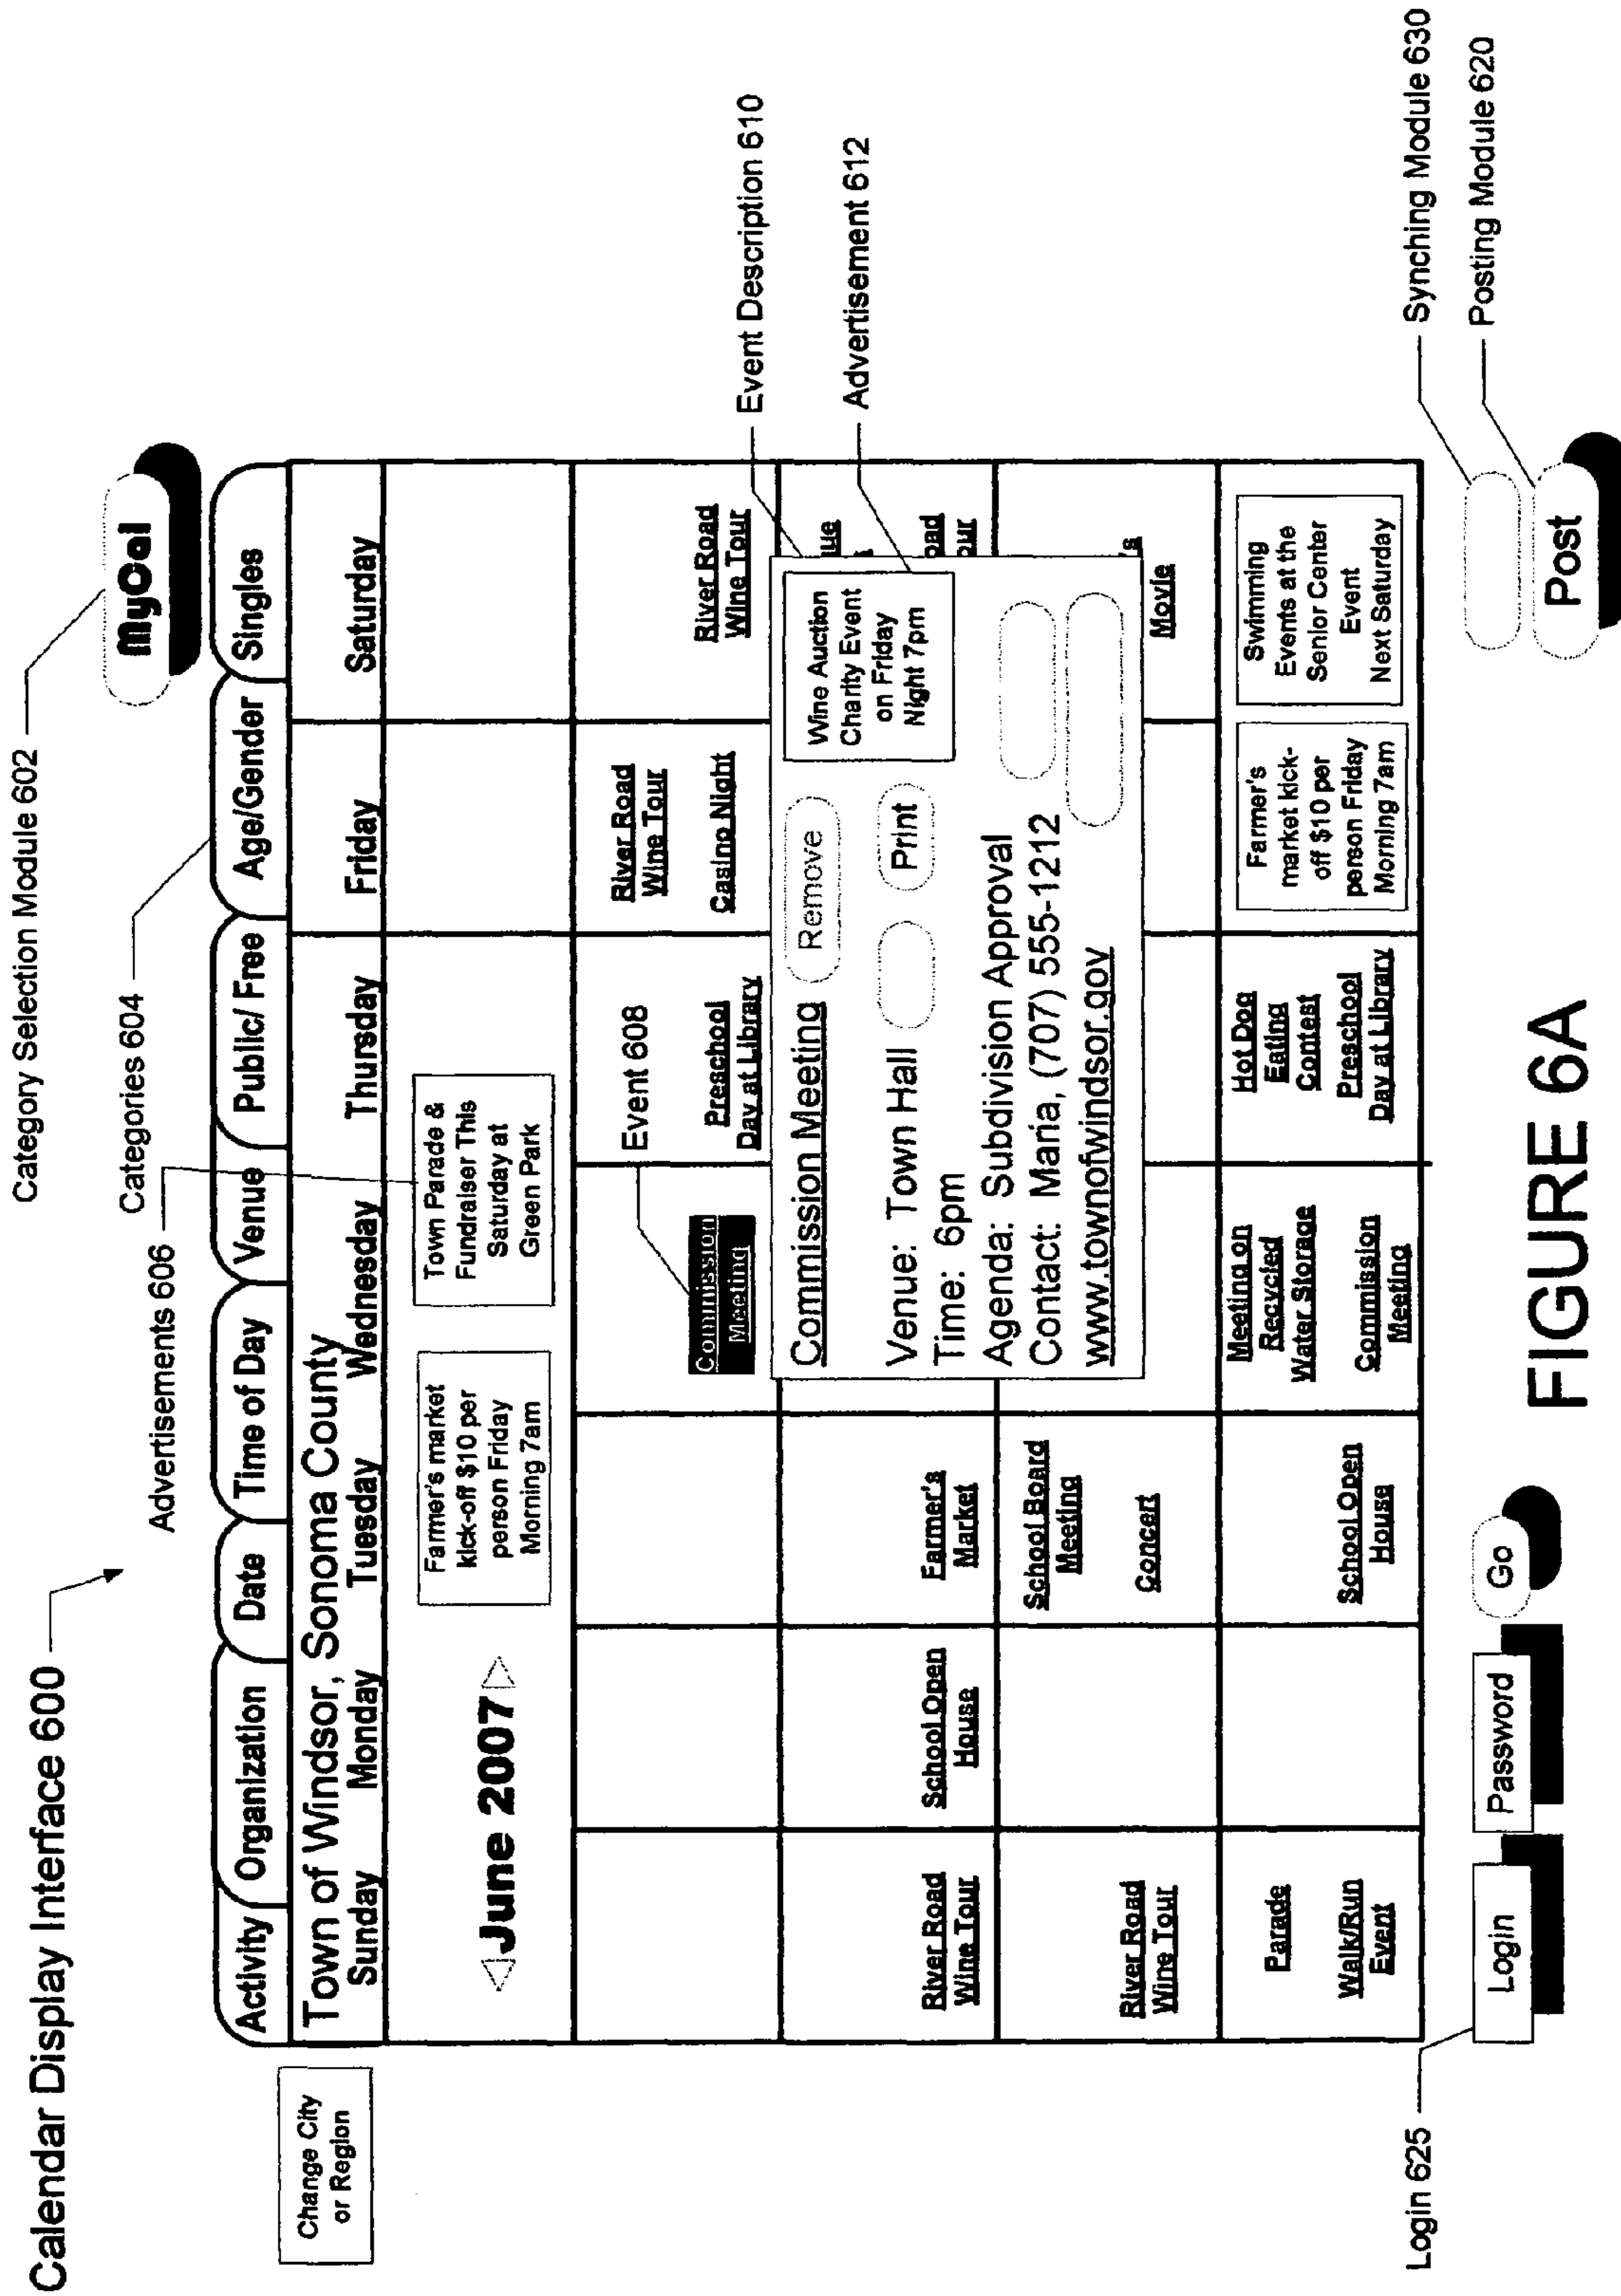 Calendar Display Interface 600
Category Selection Module 602
Categories 604
Advertisements 606
MyCal
Change City
or Region
Activity
Organization
Date
Time of Day
Venue
Public/ Free
Age/Gender
Singles
Town of Windsor, Sonoma County
Sunday
Monday
Tuesday
Wednesday
Thursday
Friday
Saturday
June 2007
Farmer's market
kick-off $10 per
person Friday
Morning 7am
Town Parade &
Fundraiser This
Saturday at
Green Park
Commission
Meeting
Event 608
Preschool
Day at Library
River Road
Wine Tour
Casino Night
River Road
Wine Tour
Event Description 610
Advertisement 612
River Road
Wine Tour
School Open
House
Farmer's
Market
Commission Meeting
Remove
Venue: Town Hall
Print
Time: 6pm
Agenda: Subdivision Approval
Contact: Maria, (707) 555-1212
www.townofwindsor.gov
Wine Auction
Charity Event
on Friday
Night 7pm
ue
oad
our
River Road
Wine Tour
School Board
Meeting
Concert
's
Movie
Parade
Walk/Run
Event
School Open
House
Meeting on
Recycled
Water Storage
Commission
Meeting
Hot Dog
Eating
Contest
Preschool
Day at Library
Farmer's
market kick-
off $10 per
person Friday
Morning 7am
Swimming
Events at the
Senior Center
Event
Next Saturday
Login 625
Login
Password
Go
Post
Synching Module 630
Posting Module 620
FIGURE 6A